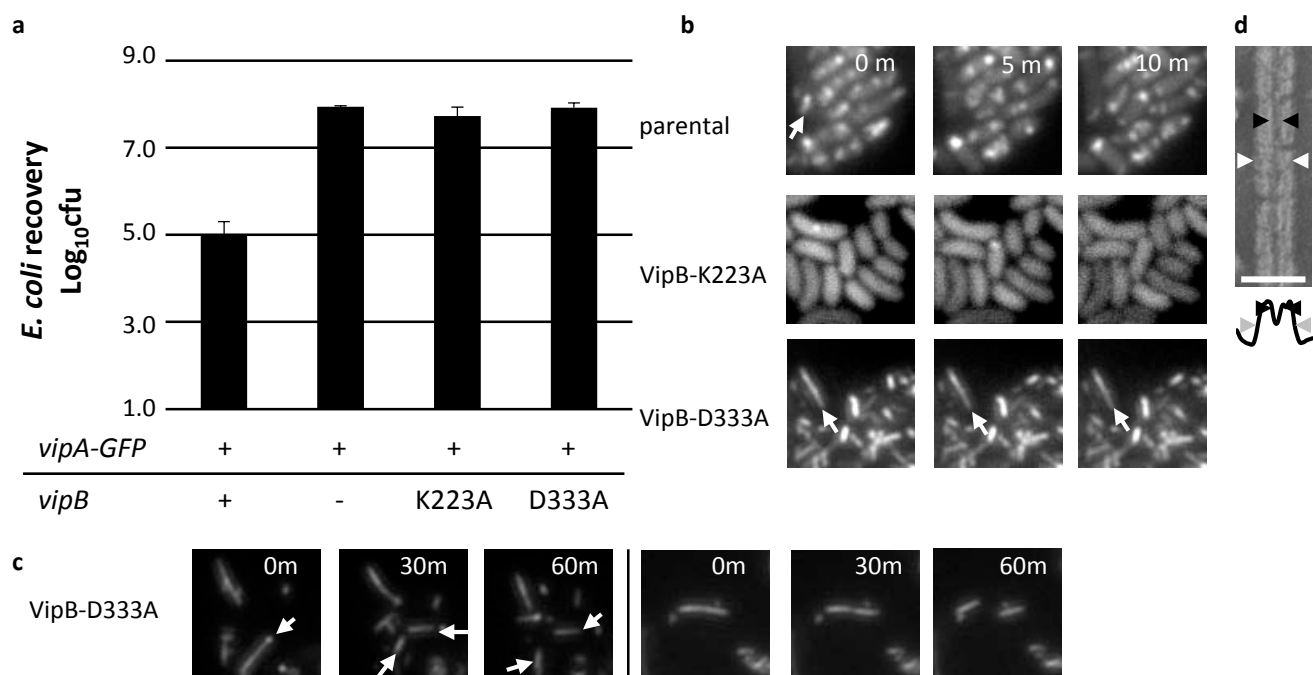 a
9.0
7.0
5.0
3.0
1.0
E. coli recovery
Log10cfu
vipA-GFP + + + +
vipB + - K223A D333A
b
0 m 5 m 10 m
parental
VipB-K223A
VipB-D333A
d
c
VipB-D333A
0m 30m 60m 0m 30m 60m